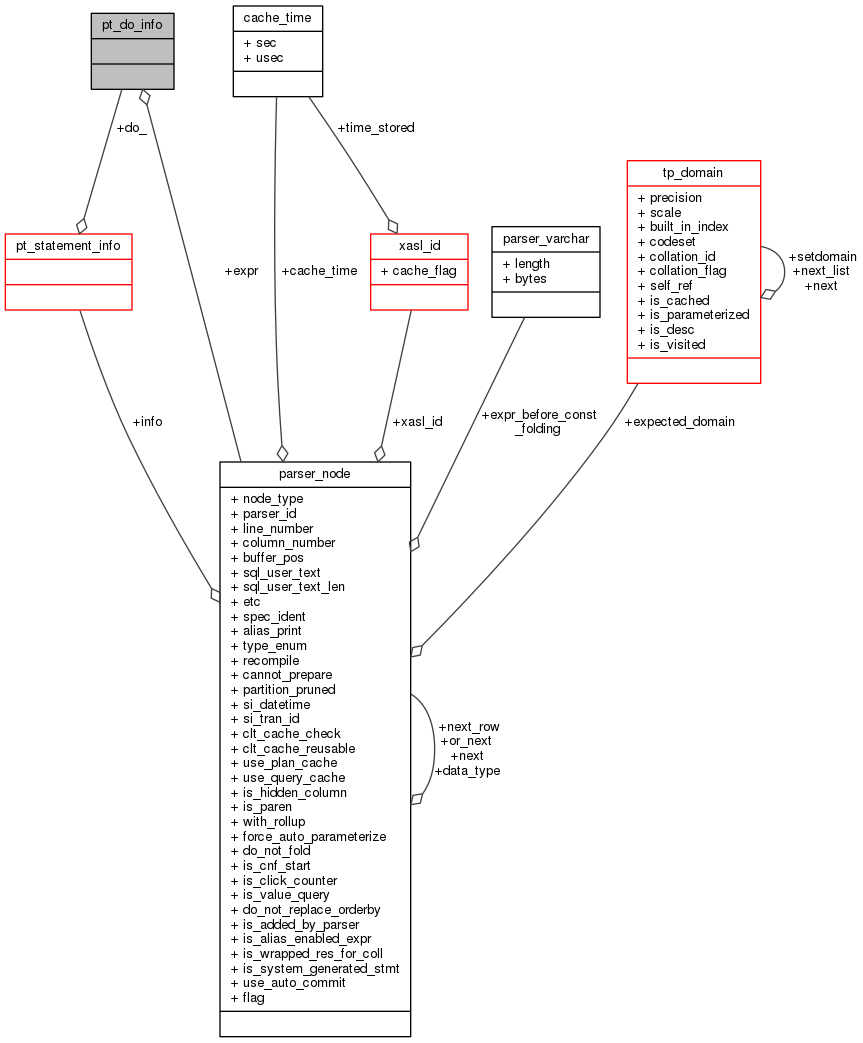 pt_do_info
cache_time
+ sec
+ usec
+do_
+time_stored
tp_domain
+ precision
+ scale
+ built_in_index
+ codeset
+ collation_id
+ collation_flag
+ self_ref
+ is_cached
+ is_parameterized
+ is_desc
+ is_visited
+setdomain
+next_list
+next
pt_statement_info
xasl_id
+ cache_flag
parser_varchar
+ length
+ bytes
+expr
+cache_time
+info
+xasl_id
+expr_before_const
_folding
+expected_domain
parser_node
+ node_type
+ parser_id
+ line_number
+ column_number
+ buffer_pos
+ sql_user_text
+ sql_user_text_len
+ etc
+ spec_ident
+ alias_print
+ type_enum
+ recompile
+ cannot_prepare
+ partition_pruned
+ si_datetime
+ si_tran_id
+ clt_cache_check
+ clt_cache_reusable
+ use_plan_cache
+ use_query_cache
+ is_hidden_column
+ is_paren
+ with_rollup
+ force_auto_parameterize
+ do_not_fold
+ is_cnf_start
+ is_click_counter
+ is_value_query
+ do_not_replace_orderby
+ is_added_by_parser
+ is_alias_enabled_expr
+ is_wrapped_res_for_coll
+ is_system_generated_stmt
+ use_auto_commit
+ flag
+next_row
+or_next
+next
+data_type